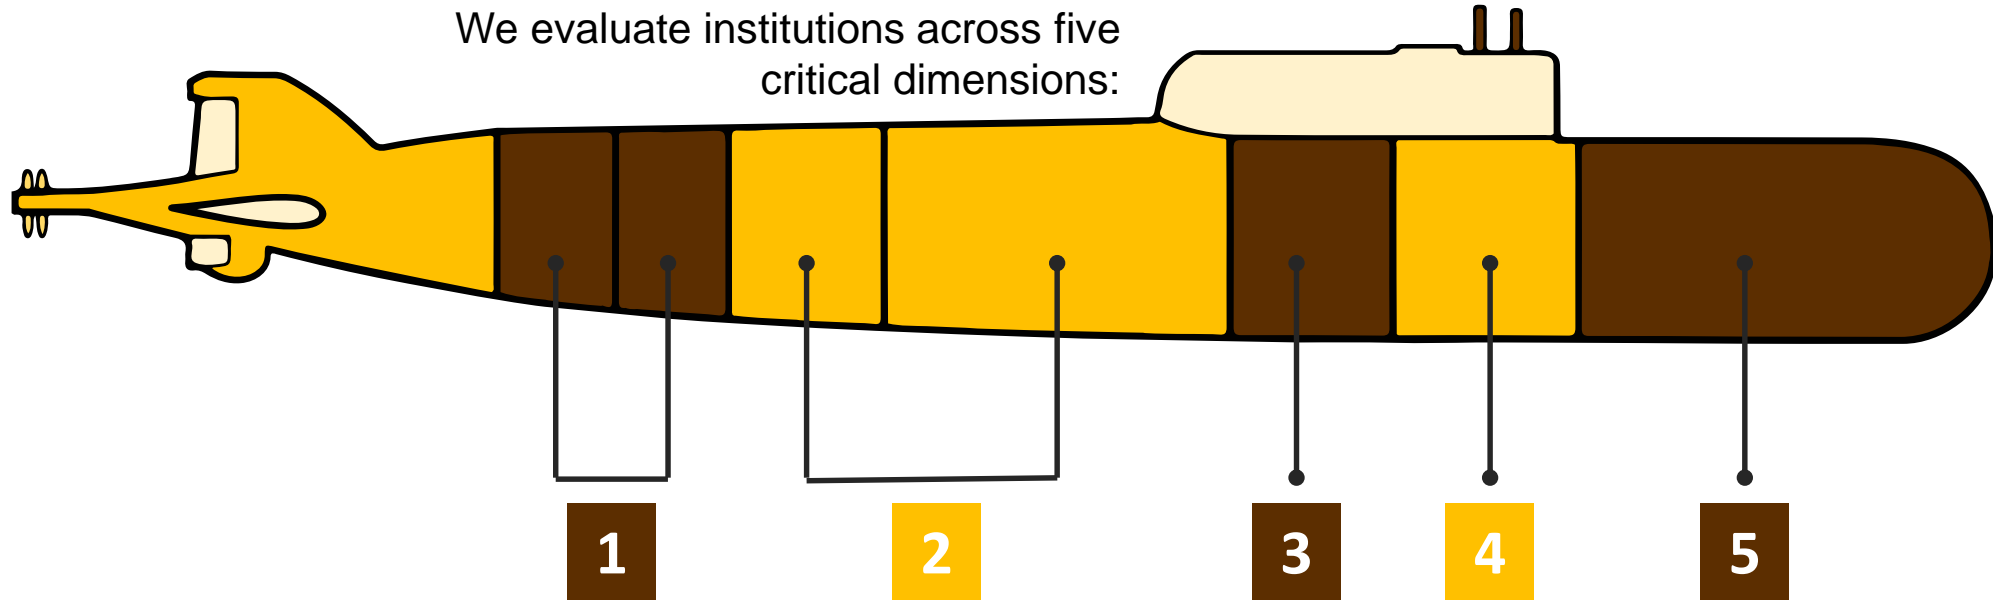 We evaluate institutions across five
critical dimensions:
1 2 3 4 5